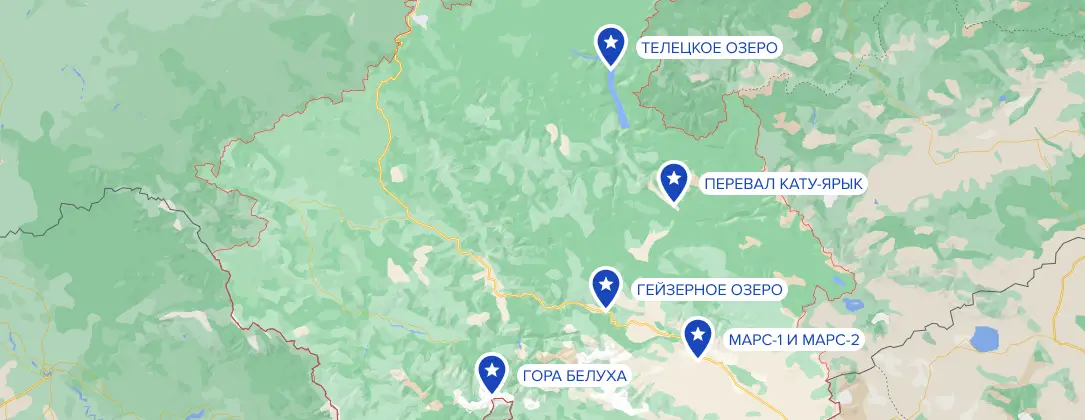 ТЕЛЕЦКОЕ ОЗЕРО
ПЕРЕВАЛ КАТУ-ЯРЫК
ГЕЙЗЕРНОЕ ОЗЕРО
МАРС-1 И МАРС-2
ГОРА БЕЛУХА